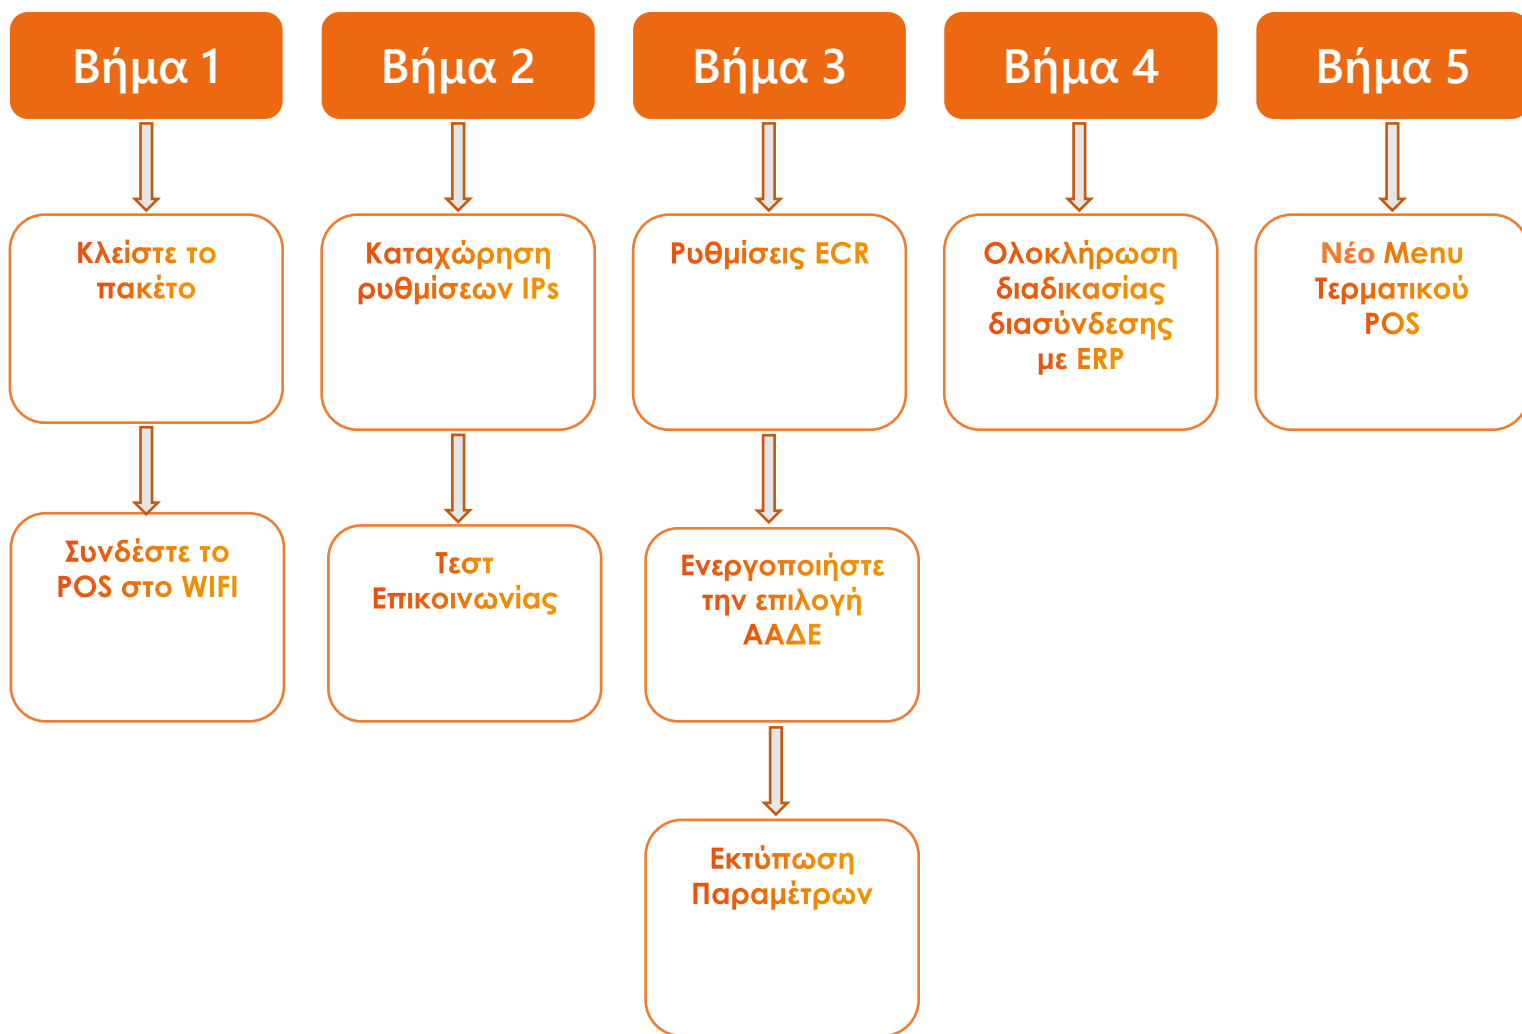 Βήμα 1
Βήμα 2
Βήμα 3
Βήμα 4
Βήμα 5
Κλείστε το
πακέτο
Καταχώρηση
ρυθμίσεων IPs
Ρυθμίσεις ECR
Ολοκλήρωση
διαδικασίας
διασύνδεσης
με ERP
Νέο Menu
Τερματικού
POS
Συνδέστε το
POS στο WIFI
Τεστ
Επικοινωνίας
Ενεργοποιήστε
την επιλογή
ΑΑΔΕ
Εκτύπωση
Παραμέτρων